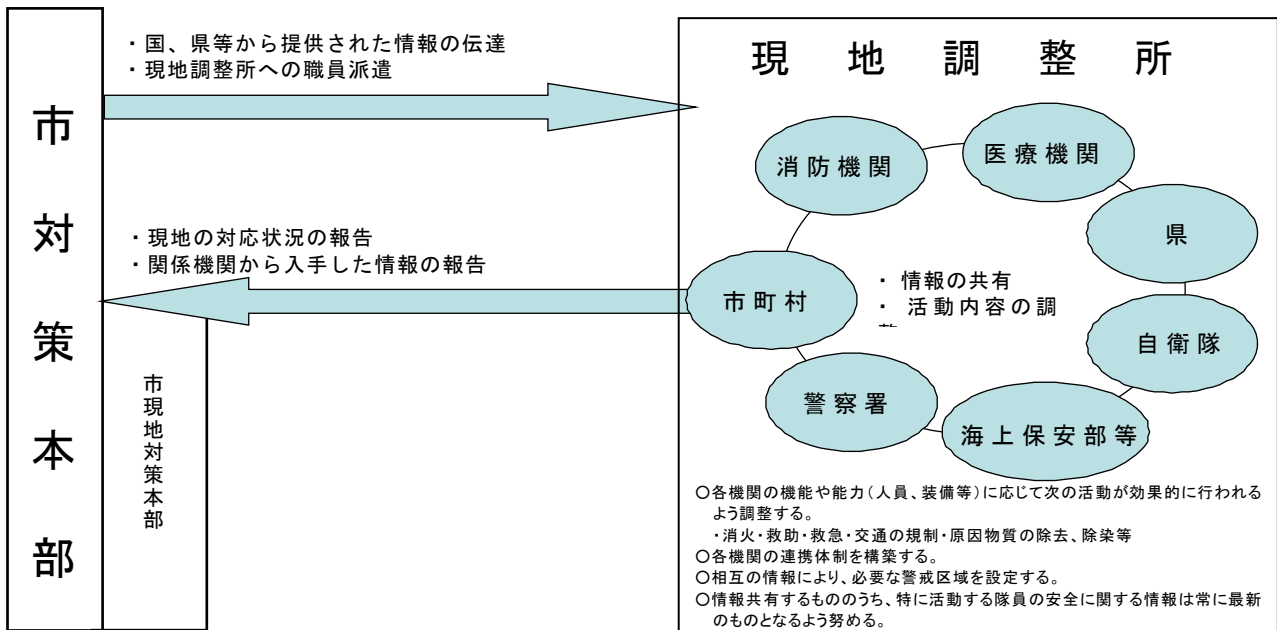 市対策本部
・国、県等から提供された情報の伝達
・現地調整所への職員派遣
・現地の対応状況の報告
・関係機関から入手した情報の報告
市現地対策本部
現地調整所
消防機関
医療機関
県
自衛隊
海上保安部等
警察署
市町村
・ 情報の共有
・ 活動内容の調
○各機関の機能や能力(人員、装備等)に応じて次の活動が効果的に行われる
よう調整する。
・消火・救助・救急・交通の規制・原因物質の除去、除染等
○各機関の連携体制を構築する。
○相互の情報により、必要な警戒区域を設定する。
○情報共有するもののうち、特に活動する隊員の安全に関する情報は常に最新
のものとなるよう努める。